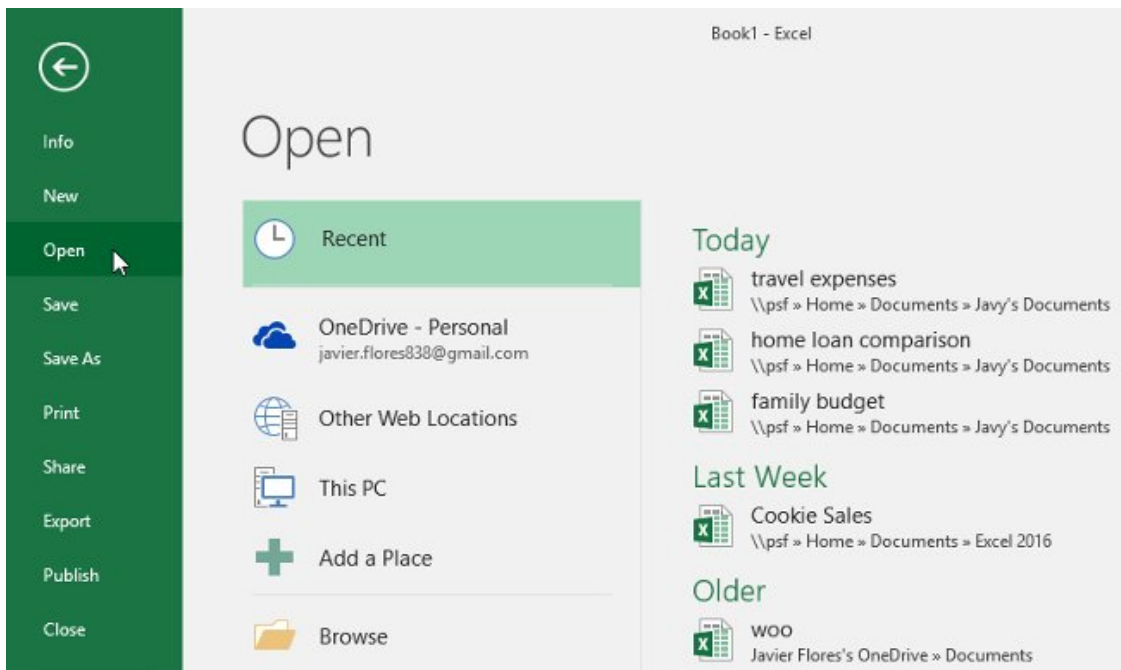 Book1 - Excel
Info
New
Open
Save
Save As
Print
Share
Export
Publish
Close
Open
Recent
OneDrive - Personal
javier.flores838@gmail.com
Other Web Locations
This PC
Add a Place
Browse
Today
travel expenses
\\psf » Home » Documents » Javy's Documents
home loan comparison
\\psf » Home » Documents » Javy's Documents
family budget
\\psf » Home » Documents » Javy's Documents
Last Week
Cookie Sales
\\psf » Home » Documents » Excel 2016
Older
woo
Javier Flores's OneDrive » Documents